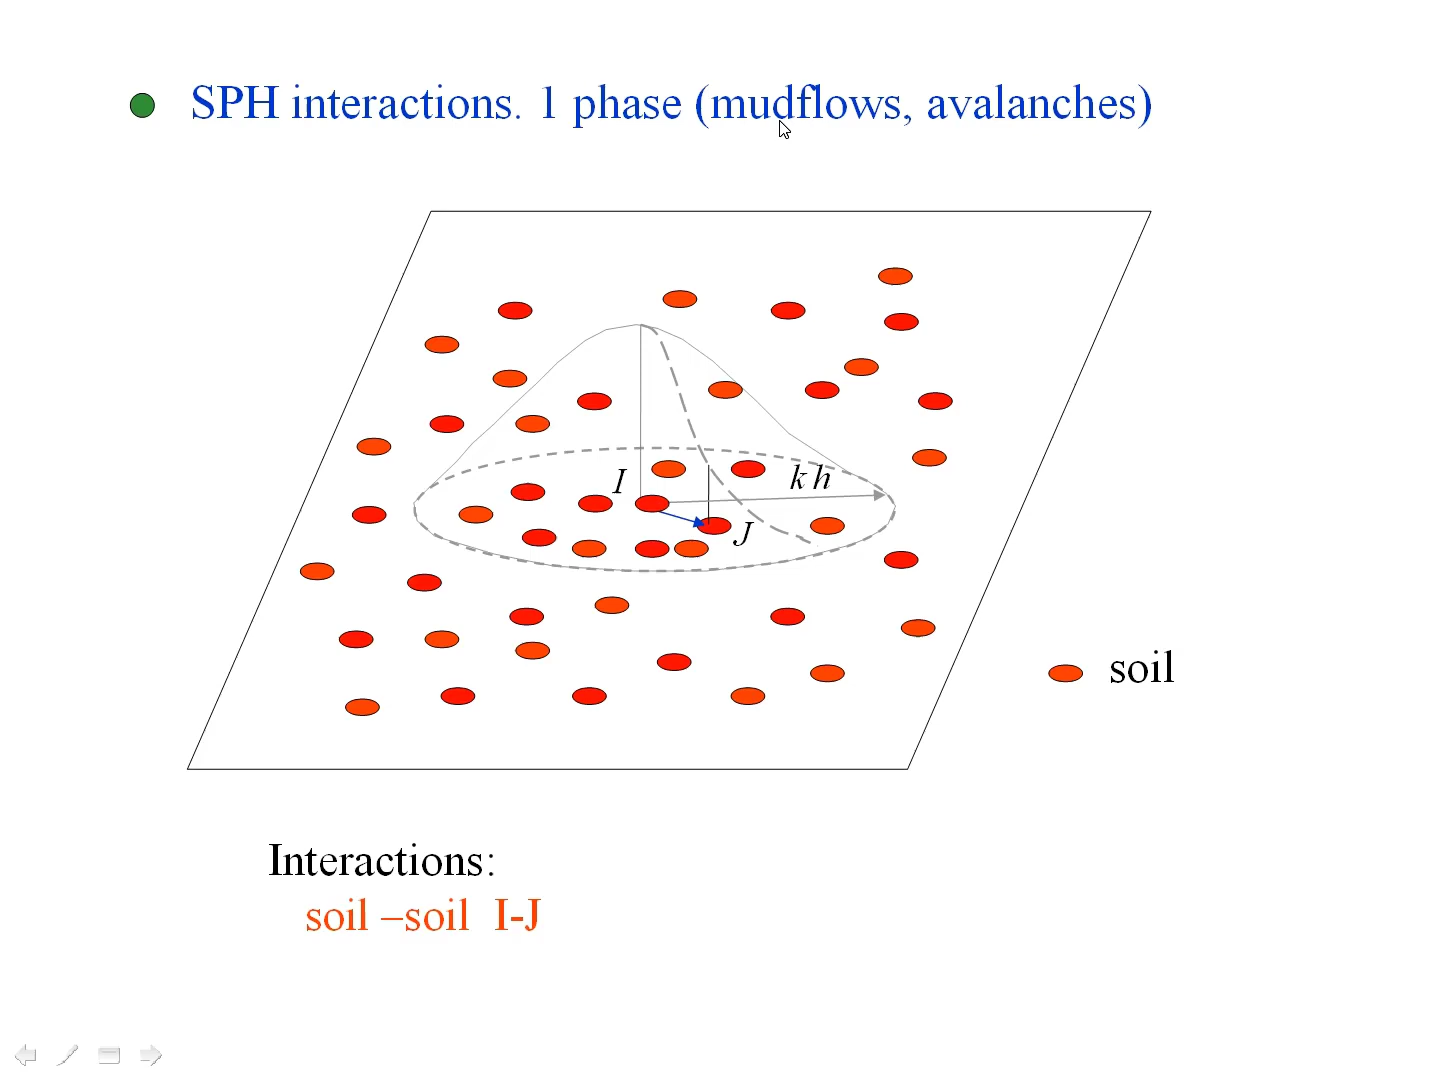 SPH interactions. 1 phase (mudflows, avalanches)
I
k h
J
soil
Interactions:
soil –soil I-J